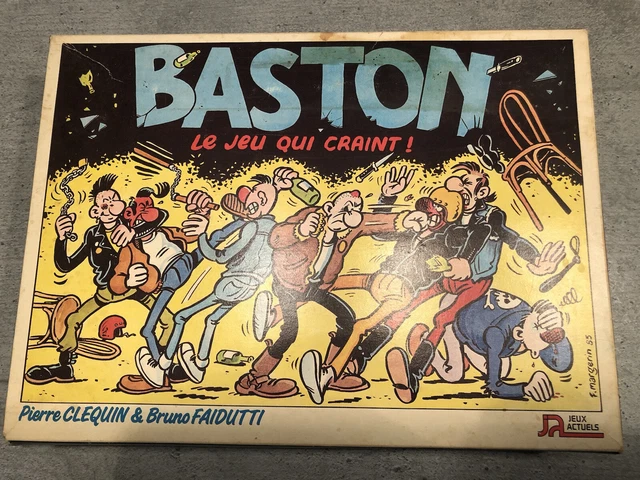 BASTON
LE JEU QUI CRAINT !
F. margerin 85
Pierre CLEQUIN & Bruno FAIDUTTI
JEUX
ACTUELS